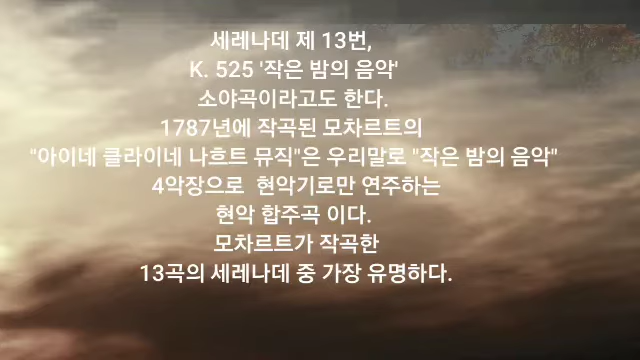 세레나데 제 13번,
K. 525 '작은 밤의 음악'
소야곡이라고도 한다.
1787년에 작곡된 모차르트의
"아이네 클라이네 나흐트 뮤직"은 우리말로 "작은 밤의 음악"
4악장으로 현악기로만 연주하는
현악 합주곡 이다.
모차르트가 작곡한
13곡의 세레나데 중 가장 유명하다.